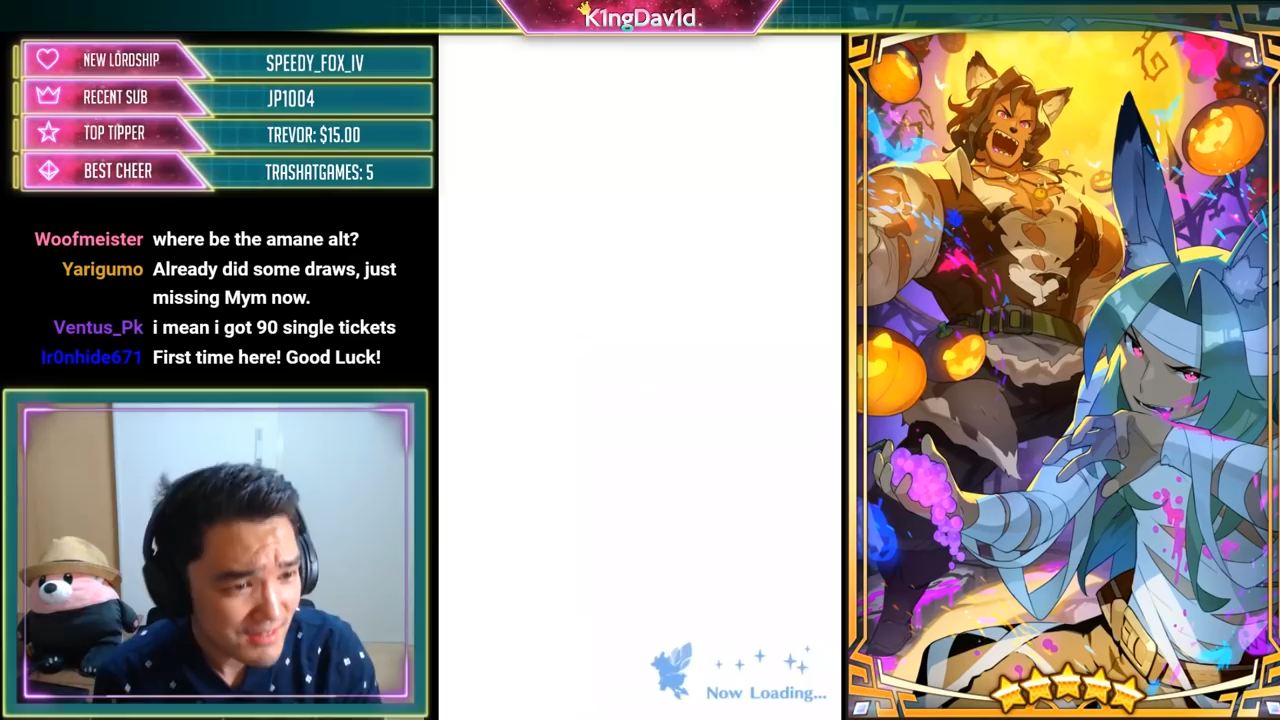 K1ngDav1d
NEW LORDSHIP
SPEEDY_FOX_IV
RECENT SUB
JP1004
TOP TIPPER
TREVOR: $15.00
BEST CHEER
TRASHATGAMES: 5
Woofmeister where be the amane alt?
Yarigumo Already did some draws, just
missing Mym now.
Ventus_Pk i mean i got 90 single tickets
Ir0nhide671 First time here! Good Luck!
Now Loading...